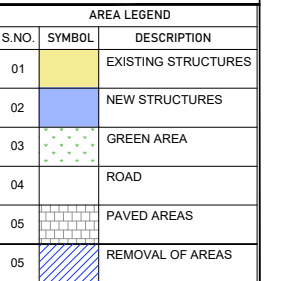 AREA LEGEND
S.NO. SYMBOL DESCRIPTION
01 EXISTING STRUCTURES
02 NEW STRUCTURES
03 GREEN AREA
04 ROAD
05 PAVED AREAS
05 REMOVAL OF AREAS